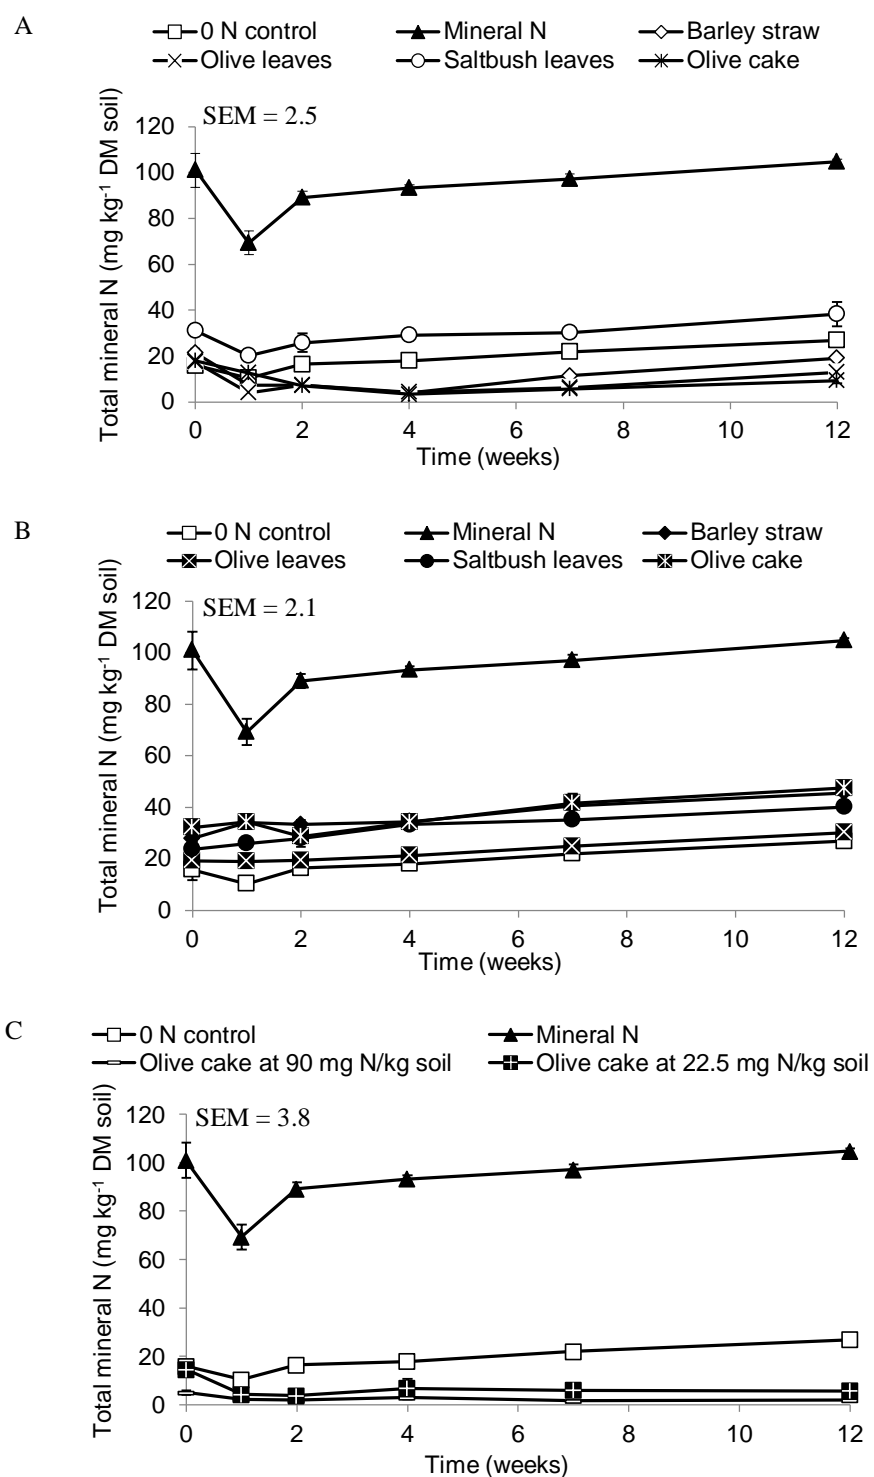 A
0 N control Mineral N Barley straw
Olive leaves Saltbush leaves Olive cake
SEM = 2.5
Total mineral N (mg kg⁻¹ DM soil)
120
100
80
60
40
20
0
0 2 4 6 8 10 12
Time (weeks)
B
0 N control Mineral N Barley straw
Olive leaves Saltbush leaves Olive cake
SEM = 2.1
Total mineral N (mg kg⁻¹ DM soil)
120
100
80
60
40
20
0
0 2 4 6 8 10 12
Time (weeks)
C
0 N control Mineral N
Olive cake at 90 mg N/kg soil Olive cake at 22.5 mg N/kg soil
SEM = 3.8
Total mineral N (mg kg⁻¹ DM soil)
120
100
80
60
40
20
0
0 2 4 6 8 10 12
Time (weeks)